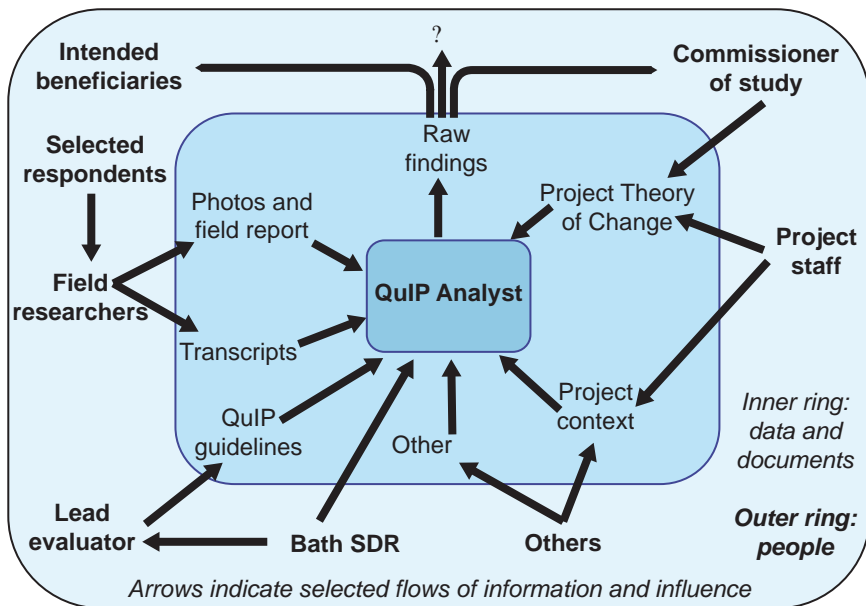 Intended
beneficiaries
?
Commissioner
of study
Selected
respondents
Raw
findings
Photos and
field report
Project Theory
of Change
Project
staff
Field
researchers
QuIP Analyst
Transcripts
QuIP
guidelines
Other
Project
context
Inner ring:
data and
documents
Lead
evaluator
Bath SDR
Others
Outer ring:
people
Arrows indicate selected flows of information and influence